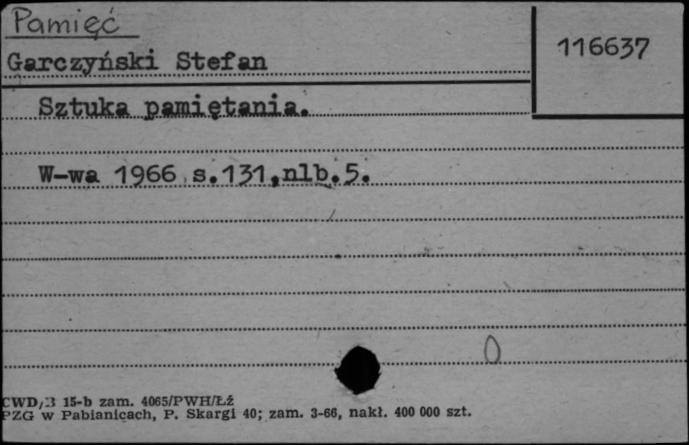 Pamięć
Garczyński Stefan
116637
Sztuka pamiętania.
W-wa 1966 s.131,nlb.5.
CWD/3 15-b zam. 4065/PWH/Łź
PZG w Pabianicach, P. Skargi 40; zam. 3-66, nakł. 400 000 szt.